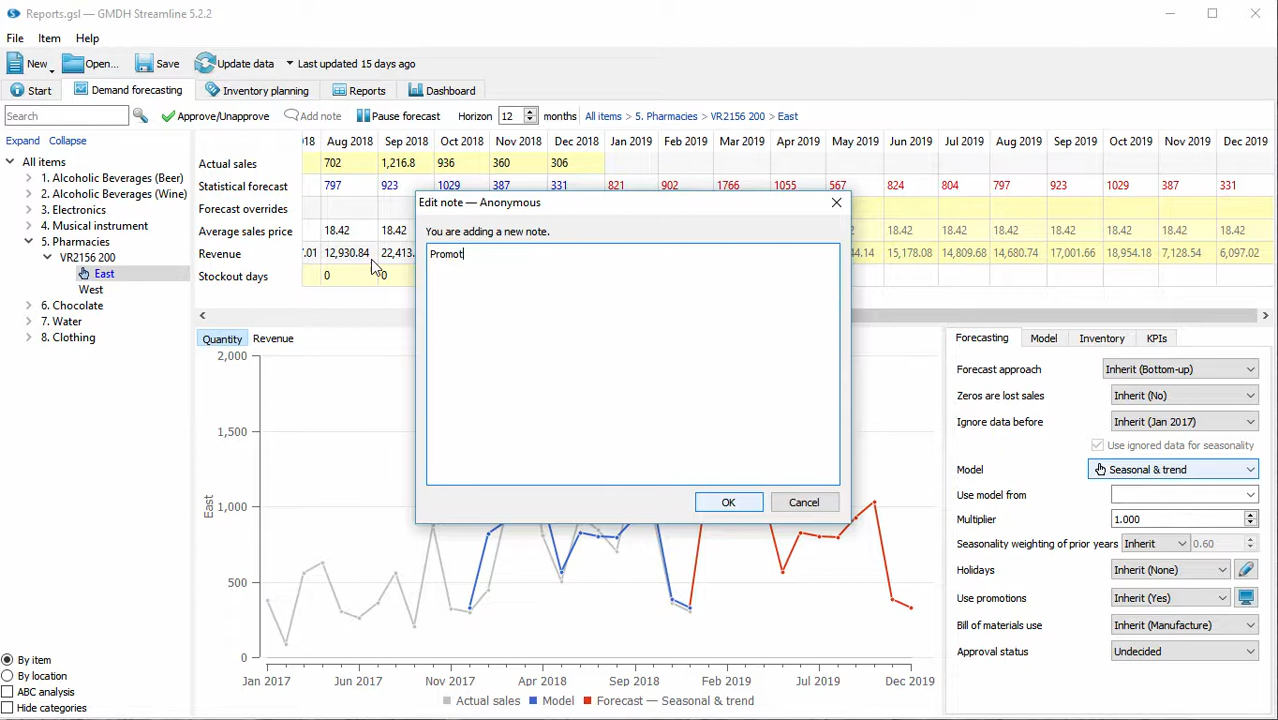 Reports.gsl — GMDH Streamline 5.2.2
File Item Help
New Open... Save Update data Last updated 15 days ago
Start Demand forecasting Inventory planning Reports Dashboard
Search Approve/Unapprove Add note Pause forecast Horizon 12 months All items > 5. Pharmacies > VR2156 200 > East
Expand Collapse
All items
1. Alcoholic Beverages (Beer)
2. Alcoholic Beverages (Wine)
3. Electronics
4. Musical instrument
5. Pharmacies
VR2156 200
East
West
6. Chocolate
7. Water
8. Clothing
By item
By location
ABC analysis
Hide categories
)18 Aug 2018 Sep 2018 Oct 2018 Nov 2018 Dec 2018 Jan 2019 Feb 2019 Mar 2019 Apr 2019 May 2019 Jun 2019 Jul 2019 Aug 2019 Sep 2019 Oct 2019 Nov 2019 Dec 2019
Actual sales 702 1,216.8 936 360 306
Statistical forecast 797 923 1029 387 331 821 902 1766 1055 567 824 804 797 923 1029 387 331
Forecast overrides
Average sales price 18.42 18.42 18.42 18.42 18.42 18.42 18.42 18.42 18.42
Revenue 7.01 12,930.84 22,413. 44.14 15,178.08 14,809.68 14,680.74 17,001.66 18,954.18 7,128.54 6,097.02
Stockout days 0 0
Edit note — Anonymous
You are adding a new note.
Promot
OK Cancel
Quantity Revenue
2,000
1,500
1,000
500
0
East
Jan 2017 Jun 2017 Nov 2017 Apr 2018 Sep 2018 Feb 2019 Jul 2019 Dec 2019
Actual sales Model Forecast — Seasonal & trend
Forecasting Model Inventory KPIs
Forecast approach Inherit (Bottom-up)
Zeros are lost sales Inherit (No)
Ignore data before Inherit (Jan 2017)
Use ignored data for seasonality
Model Seasonal & trend
Use model from
Multiplier 1.000
Seasonality weighting of prior years Inherit 0.60
Holidays Inherit (None)
Use promotions Inherit (Yes)
Bill of materials use Inherit (Manufacture)
Approval status Undecided